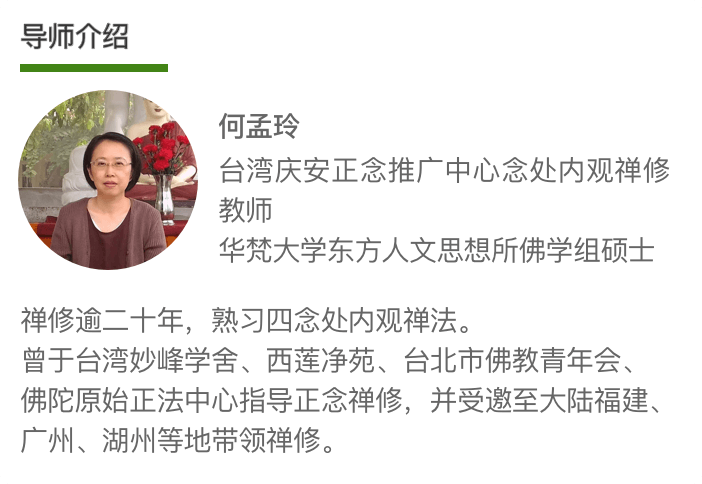 导师介绍
何孟玲
台湾庆安正念推广中心念处内观禅修
教师
华梵大学东方人文思想所佛学组硕士
禅修逾二十年，熟习四念处内观禅法。
曾于台湾妙峰学舍、西莲净苑、台北市佛教青年会、
佛陀原始正法中心指导正念禅修，并受邀至大陆福建、
广州、湖州等地带领禅修。